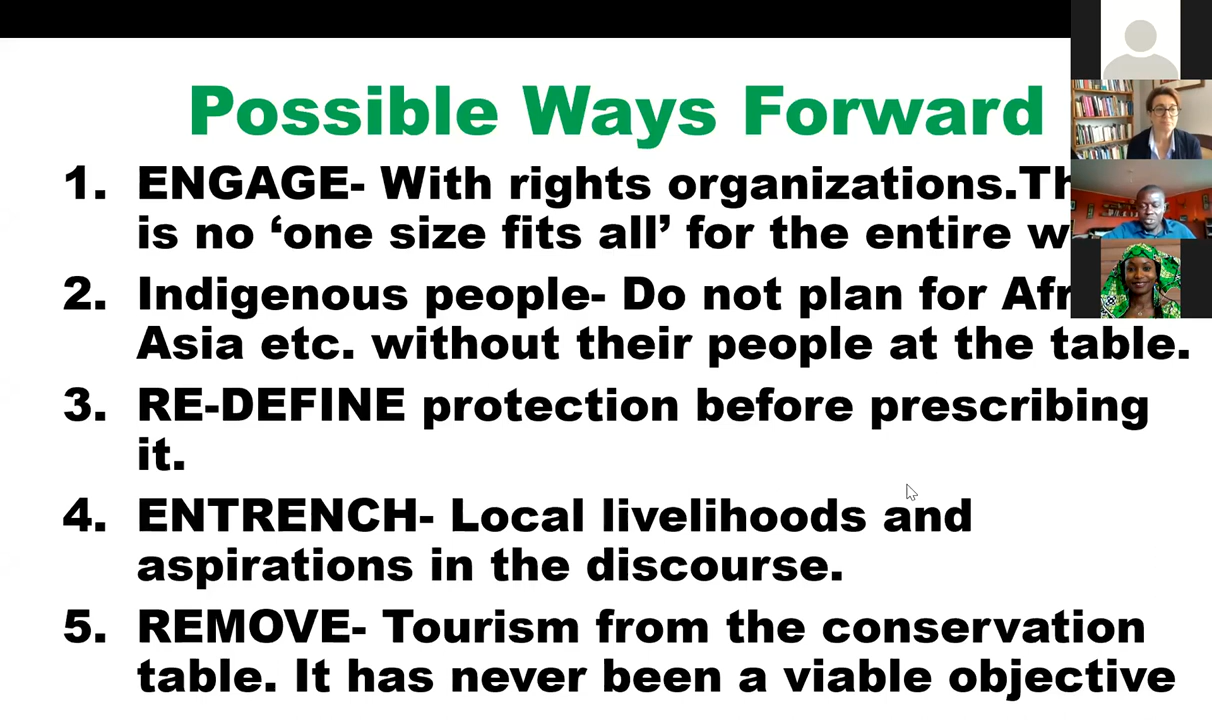 Possible Ways Forward
1. ENGAGE- With rights organizations.
is no ‘one size fits all’ for the entire
2. Indigenous people- Do not plan for
Asia etc. without their people at the table.
3. RE-DEFINE protection before prescribing
it.
4. ENTRENCH- Local livelihoods and
aspirations in the discourse.
5. REMOVE- Tourism from the conservation
table. It has never been a viable objective